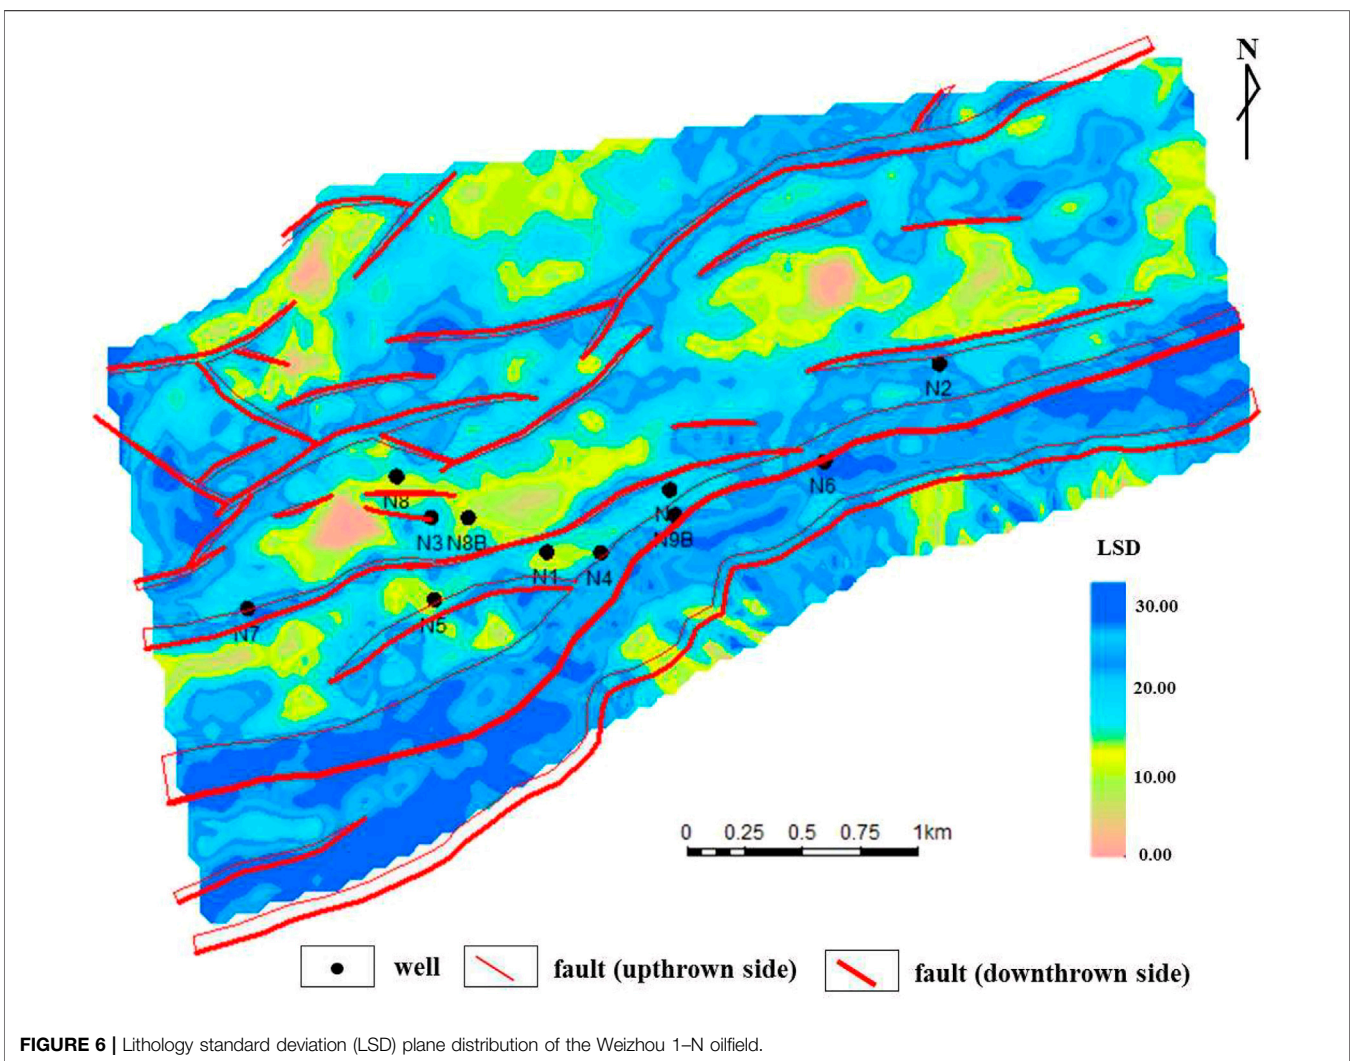 N
N2
N6
N8
N3 N8B
N9B
N1
N4
N5
N7
LSD
30.00
20.00
10.00
0.00
0 0.25 0.5 0.75 1km
well
fault (upthrown side)
fault (downthrown side)
FIGURE 6 | Lithology standard deviation (LSD) plane distribution of the Weizhou 1–N oilfield.